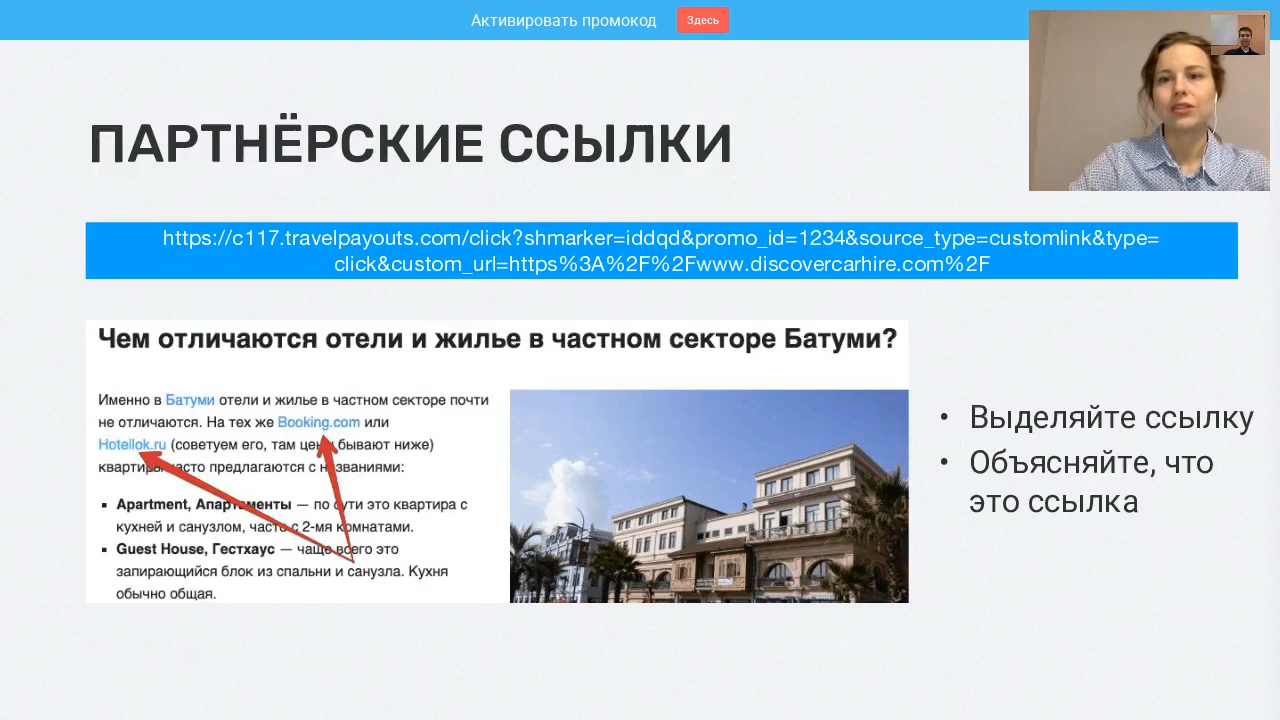 Активировать промокод
Здесь
ПАРТНЁРСКИЕ ССЫЛКИ
https://c117.travelpayouts.com/click?shmarker=iddqd&promo_id=1234&source_type=customlink&type=
click&custom_url=https%3A%2F%2Fwww.discovercarhire.com%2F
Чем отличаются отели и жилье в частном секторе Батуми?
Именно в Батуми отели и жилье в частном секторе почти
не отличаются. На тех же Booking.com или
Hotellok.ru (советуем его, там цены бывают ниже)
квартиры часто предлагаются с названиями:
▪ Apartment, Апартаменты — по сути это квартира с
кухней и санузлом, часто с 2-мя комнатами.
▪ Guest House, Гестхаус — чаще всего это
запирающийся блок из спальни и санузла. Кухня
обычно общая.
• Выделяйте ссылку
• Объясняйте, что
это ссылка